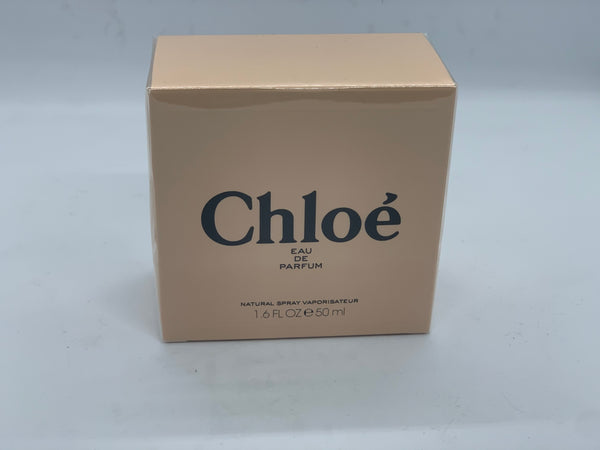 Chloé
EAU
DE
PARFUM
NATURAL SPRAY VAPORISATEUR
1.6 FL OZ ℮ 50 ml